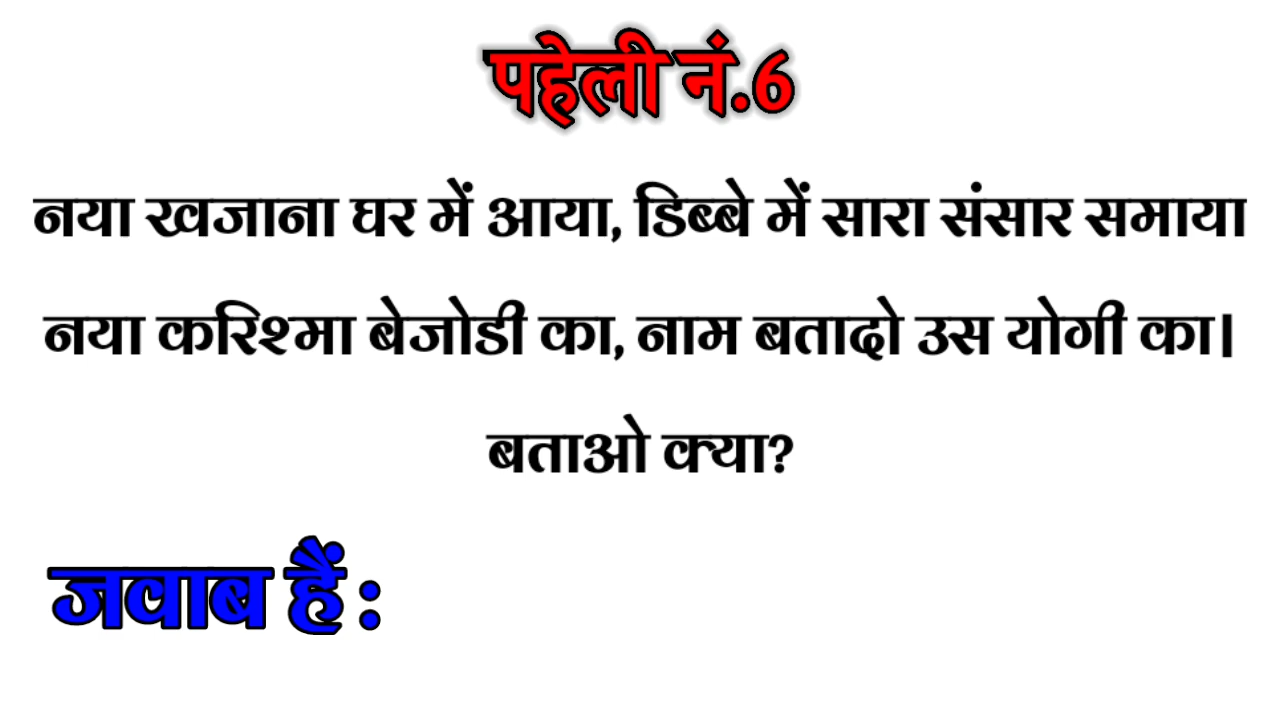 पहेली नं.6
नया खजाना घर में आया, डिब्बे में सारा संसार समाया
नया करिश्मा बेजोडी का, नाम बतादो उस योगी का।
बताओ क्या?
जवाब हैं :